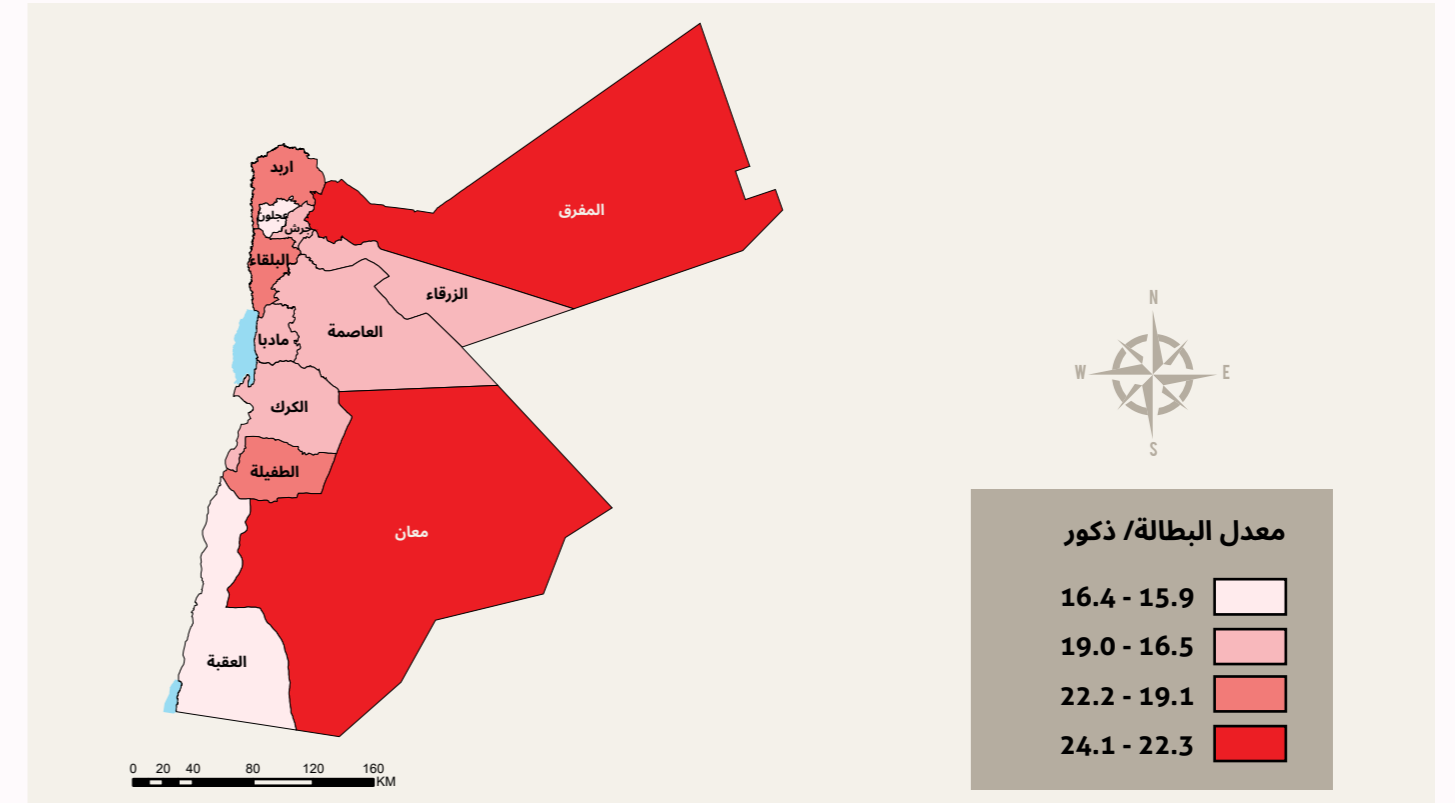 اربد
عجلون
جرش
المفرق
البلقاء
الزرقاء
العاصمة
مادبا
الكرك
الطفيلة
معان
العقبة
N
W E
S
معدل البطالة/ ذكور
16.4 - 15.9
19.0 - 16.5
22.2 - 19.1
24.1 - 22.3
0 20 40 80 120 160
KM